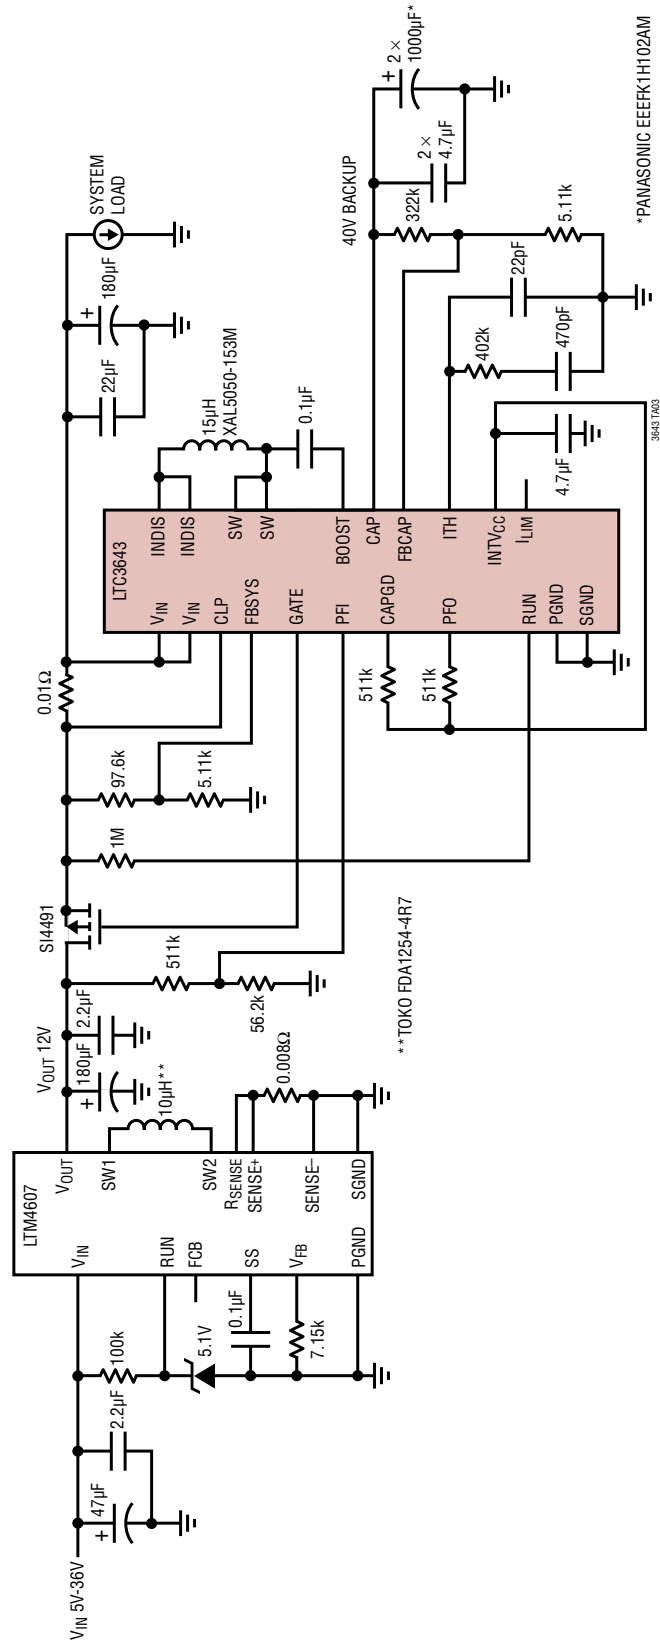 VIN 5V-36V
47µF
+
2.2µF
100k
5.1V
0.1µF
7.15k
LTM4607
VIN
RUN
FCB
SS
VFB
PGND
VOUT
SW1
SW2
RSENSE
SENSE+
SENSE–
SGND
VOUT 12V
180µF
+
2.2µF
10µH**
0.008Ω
**TOKO FDA1254-4R7
511k
56.2k
SI4491
1M
97.6k
5.11k
0.01Ω
511k
511k
LTC3643
VIN
VIN
CLP
FBSYS
GATE
PFI
CAPGD
PFO
RUN
PGND
SGND
INDIS
INDIS
SW
SW
BOOST
CAP
FBCAP
ITH
INTVCC
ILIM
22µF
180µF
+
SYSTEM
LOAD
15µH
XAL5050-153M
0.1µF
40V BACKUP
322k
2 ×
4.7µF
+
2 ×
1000µF*
5.11k
22pF
402k
470pF
4.7µF
3643 TA03
*PANASONIC EEEFK1H102AM